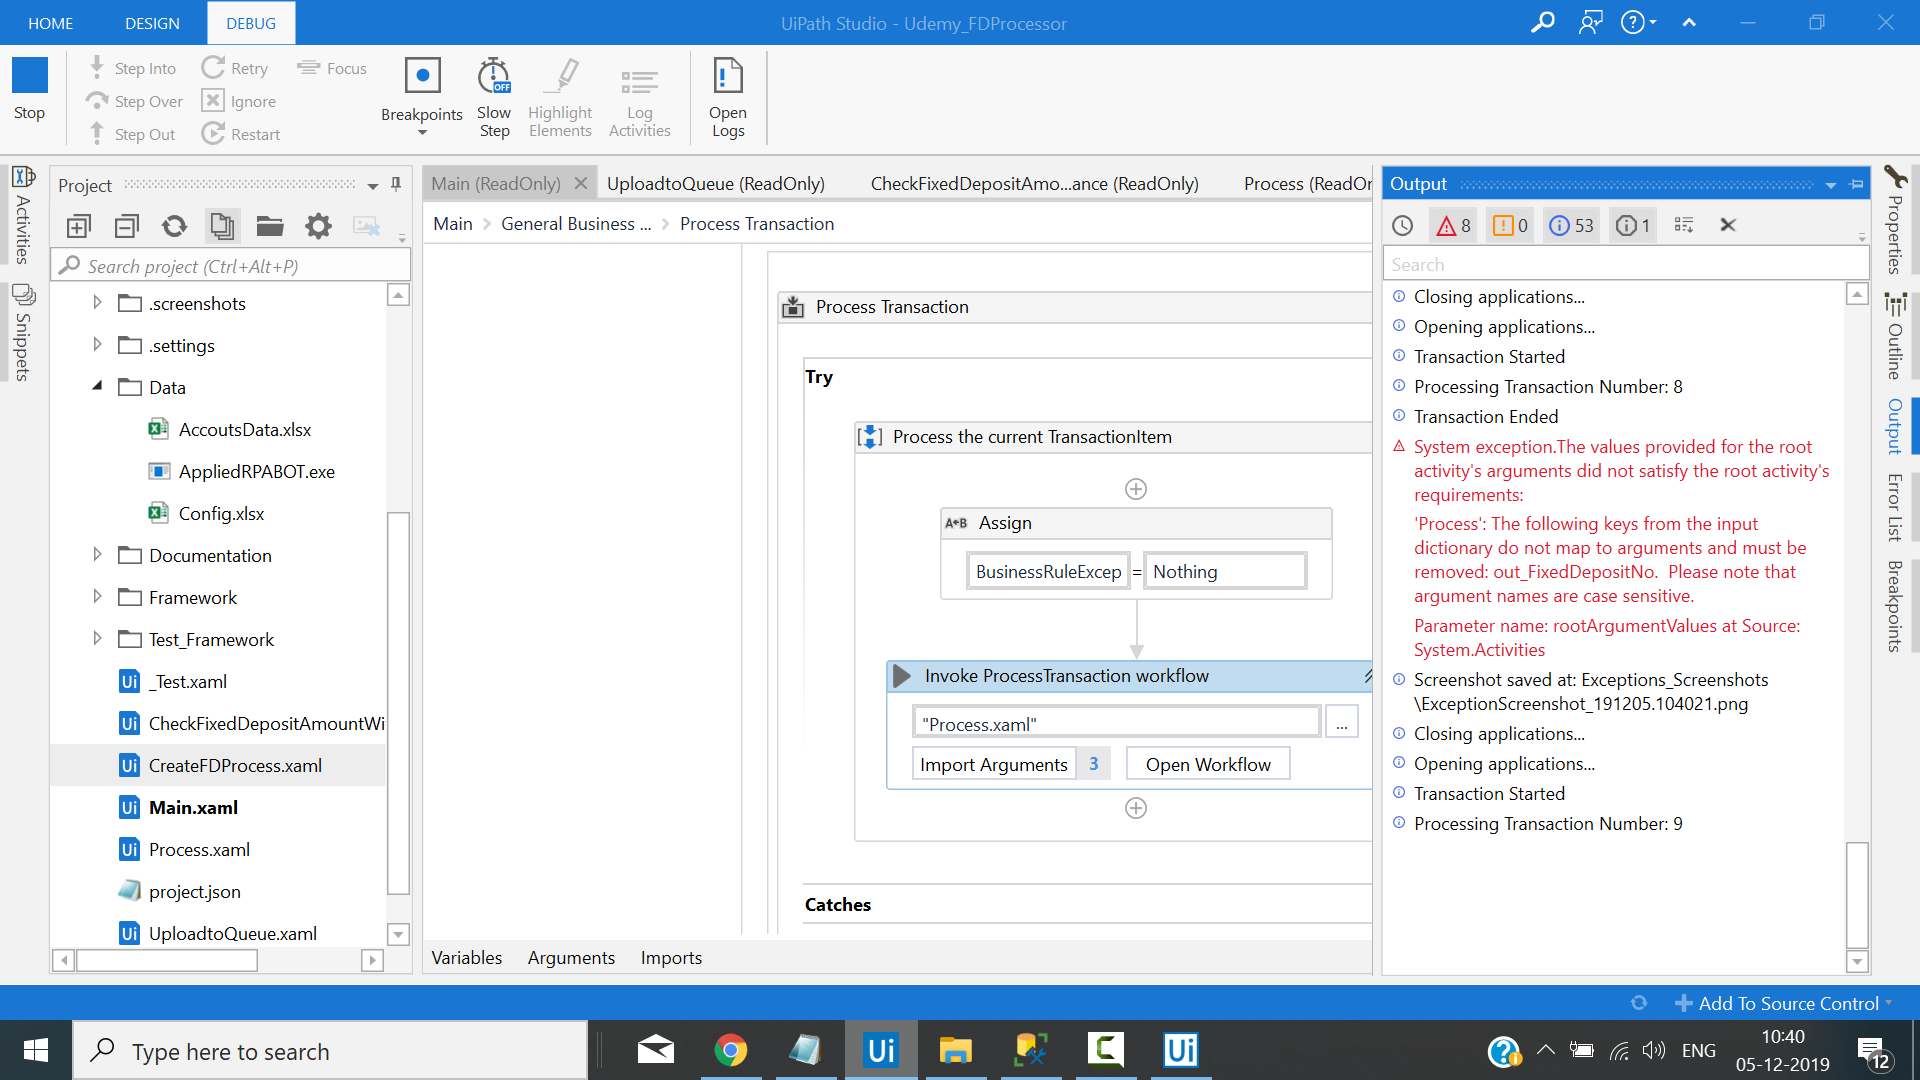 HOME DESIGN DEBUG UiPath Studio - Udemy_FDProcessor
Stop
Step Into
Step Over
Step Out
Retry
Ignore
Restart
Focus
Breakpoints
Slow Step
OFF
Highlight Elements
Log Activities
Open Logs
Activities
Snippets
Project
Search project (Ctrl+Alt+P)
.screenshots
.settings
Data
AccoutsData.xlsx
AppliedRPABOT.exe
Config.xlsx
Documentation
Framework
Test_Framework
Ui _Test.xaml
Ui CheckFixedDepositAmountWi
Ui CreateFDProcess.xaml
Ui Main.xaml
Ui Process.xaml
project.json
Ui UploadtoQueue.xaml
Main (ReadOnly) UploadtoQueue (ReadOnly) CheckFixedDepositAmo...ance (ReadOnly) Process (ReadOn
Main > General Business ... > Process Transaction
Process Transaction
Try
Process the current TransactionItem
A←B Assign
BusinessRuleExcep = Nothing
Invoke ProcessTransaction workflow
"Process.xaml" ...
Import Arguments 3 Open Workflow
Catches
Variables Arguments Imports
Output
8 0 53 1
Search
Closing applications...
Opening applications...
Transaction Started
Processing Transaction Number: 8
Transaction Ended
System exception.The values provided for the root
activity's arguments did not satisfy the root activity's
requirements:
'Process': The following keys from the input
dictionary do not map to arguments and must be
removed: out_FixedDepositNo.  Please note that
argument names are case sensitive.
Parameter name: rootArgumentValues at Source:
System.Activities
Screenshot saved at: Exceptions_Screenshots
\ExceptionScreenshot_191205.104021.png
Closing applications...
Opening applications...
Transaction Started
Processing Transaction Number: 9
Properties
Outline
Output
Error List
Breakpoints
Add To Source Control
Type here to search
Ui
C
Ui
ENG
10:40
05-12-2019
12